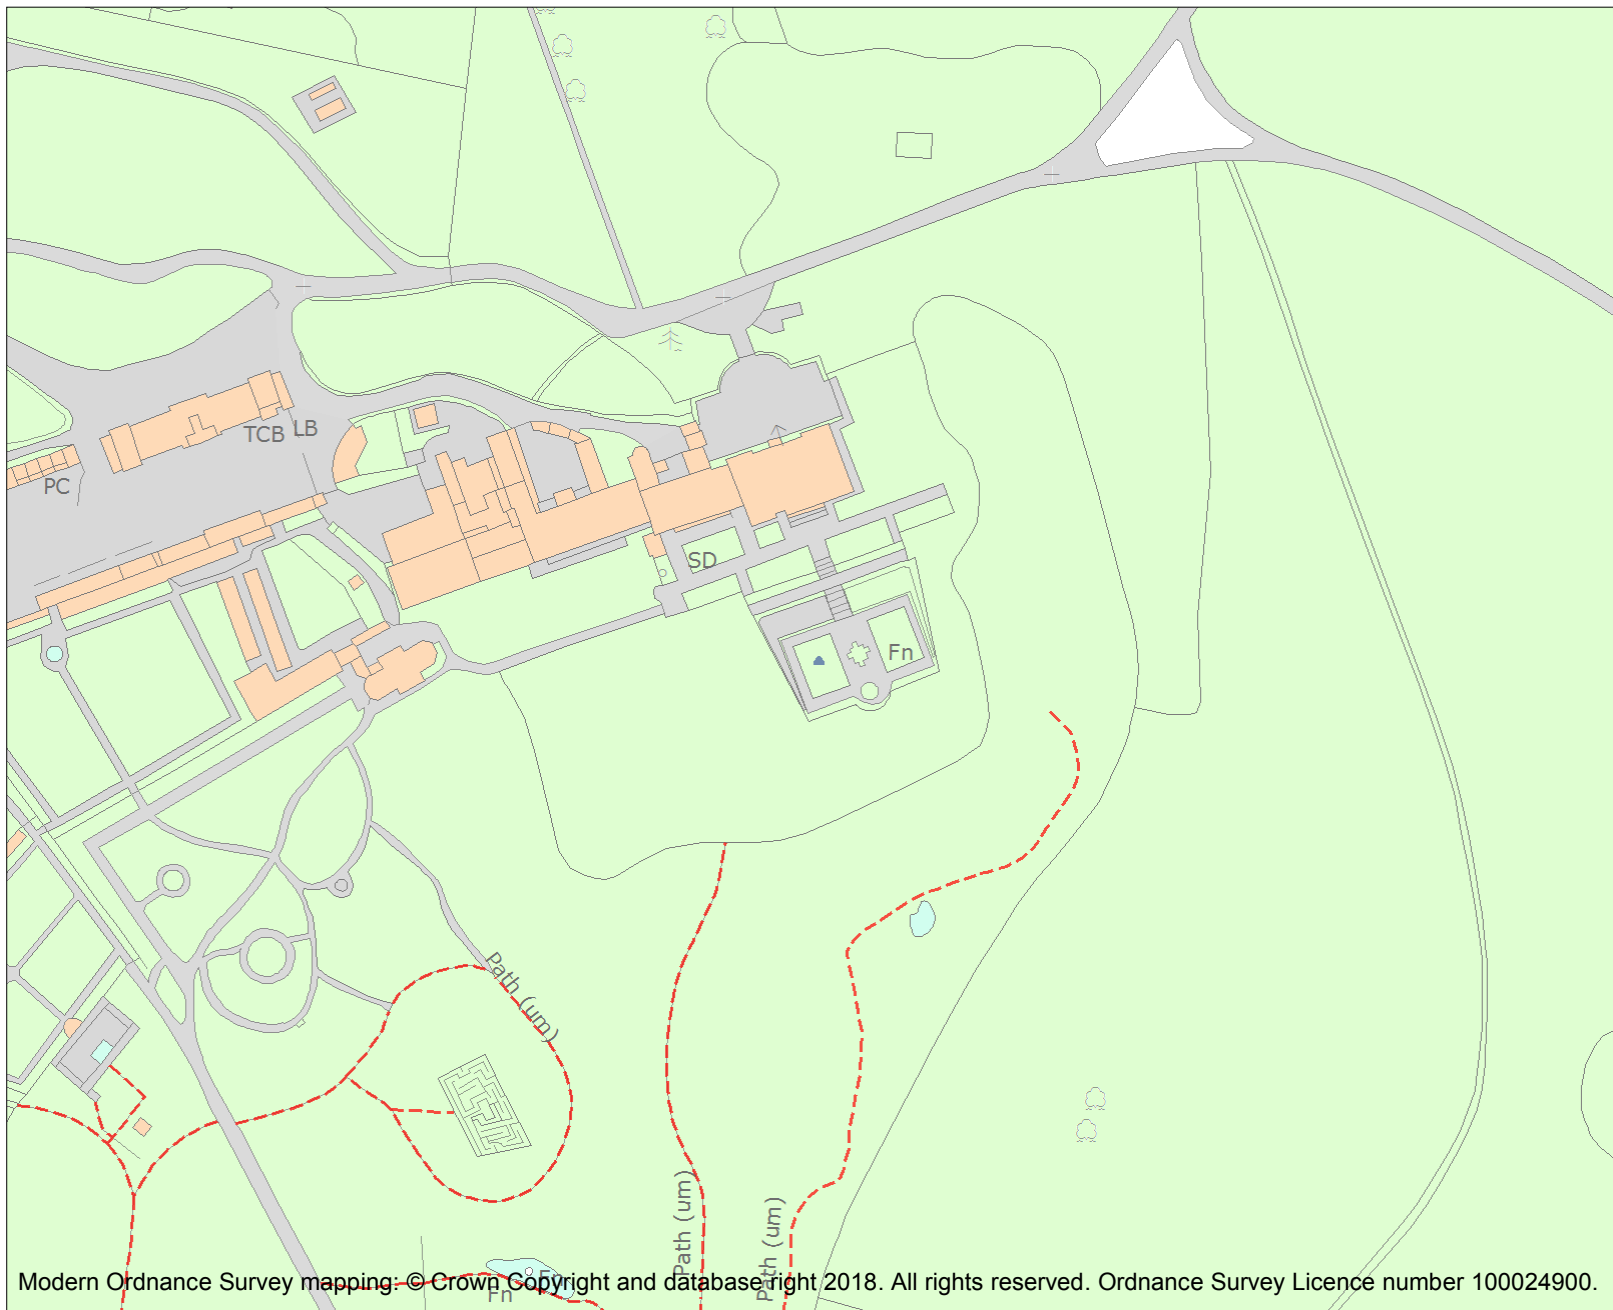 TCB
LB
PC
SD
Fn
Path (um)
Path (um)
Path (um)
Fn
Fn
Modern Ordnance Survey mapping: © Crown Copyright and database right 2018. All rights reserved. Ordnance Survey Licence number 100024900.